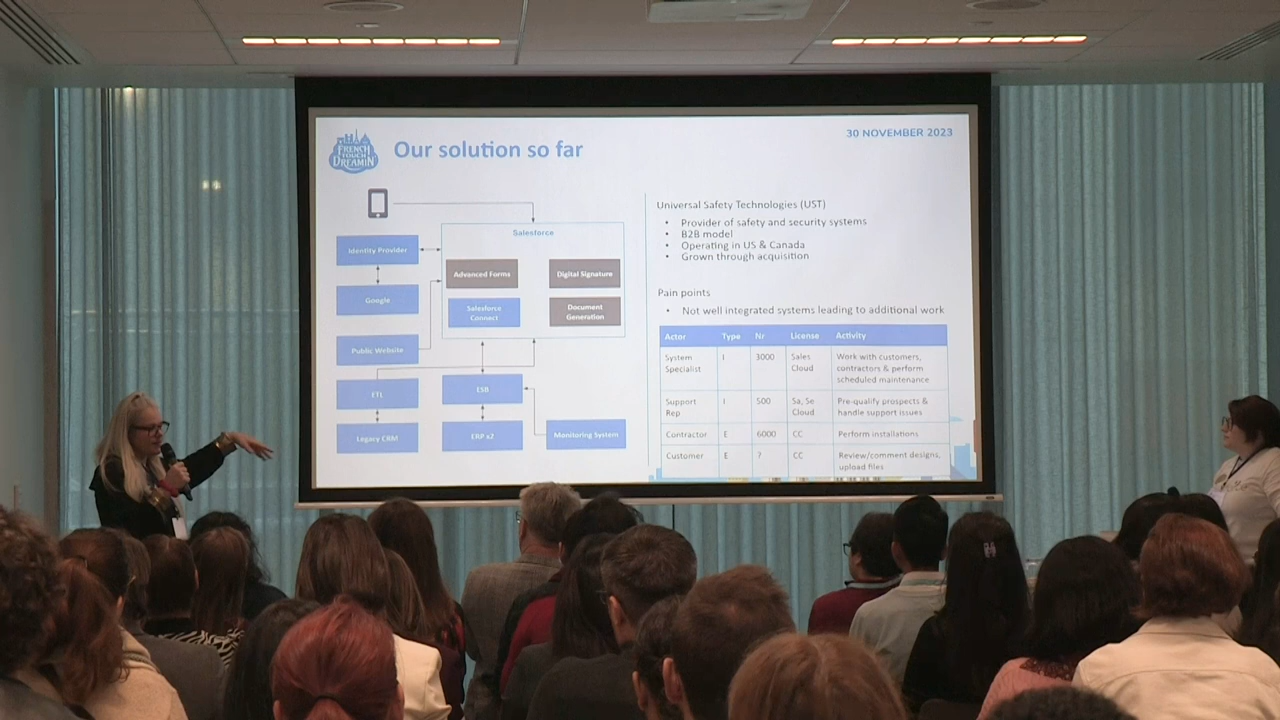 FRENCH
TOUCH
DREAMIN'
Our solution so far
30 NOVEMBER 2023
Salesforce
Identity Provider
Advanced Forms
Digital Signature
Google
Salesforce
Connect
Document
Generation
Public Website
ETL
ESB
Legacy CRM
ERP x2
Monitoring System
Universal Safety Technologies (UST)
• Provider of safety and security systems
• B2B model
• Operating in US & Canada
• Grown through acquisition
Pain points
• Not well integrated systems leading to additional work
Actor Type Nr License Activity
System Specialist I 3000 Sales Cloud Work with customers, contractors & perform scheduled maintenance
Support Rep I 500 Sa, Se Cloud Pre-qualify prospects & handle support issues
Contractor E 6000 CC Perform installations
Customer E ? CC Review/comment designs, upload files